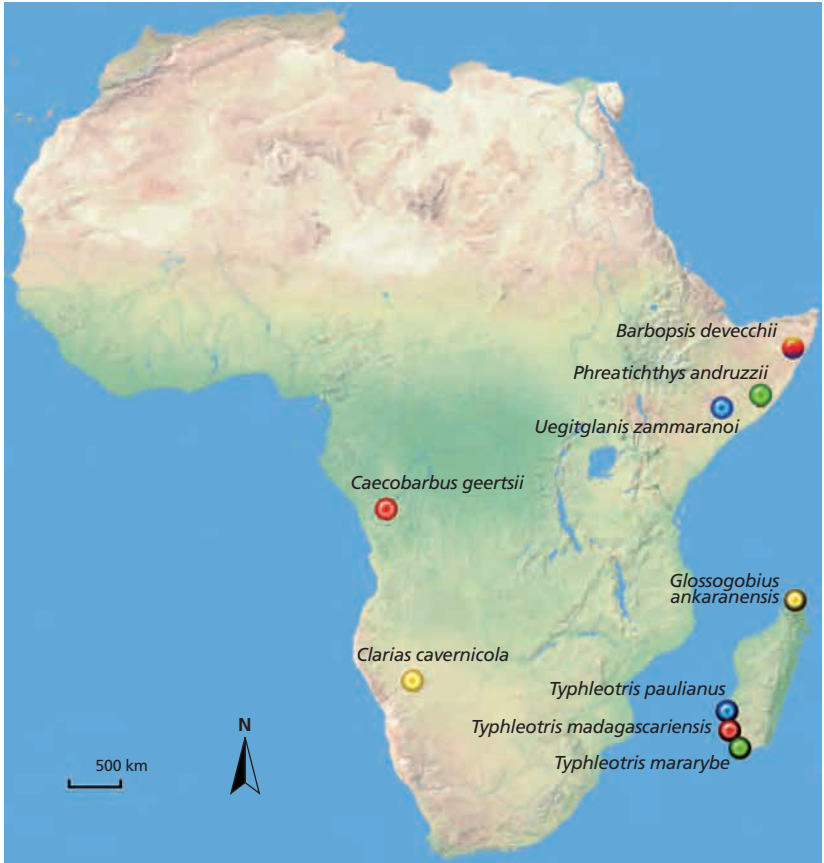 Barbopsis devecchii
Phreatichthys andruzzii
Uegitglanis zammaranoi
Caecobarbus geertsii
Glossogobius
ankaranensis
Clarias cavernicola
Typhleotris paulianus
N
Typhleotris madagascariensis
500 km
Typhleotris mararybe